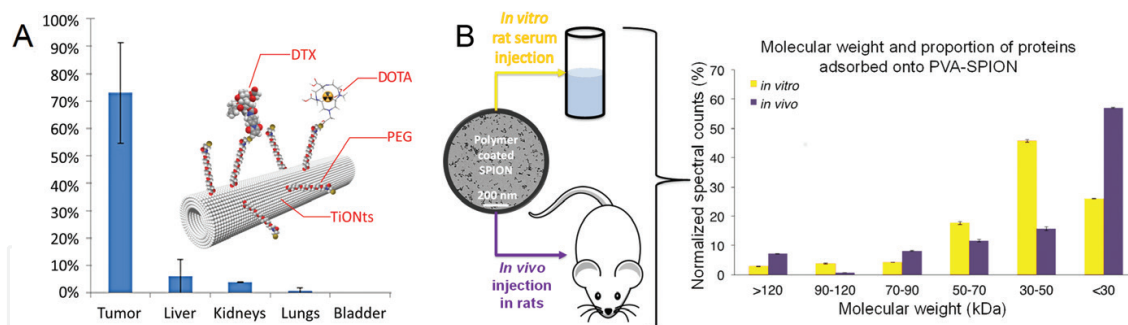 A
100%
90%
80%
70%
60%
50%
40%
30%
20%
10%
0%
Tumor
Liver
Kidneys
Lungs
Bladder
DTX
DOTA
PEG
TiONts
B
In vitro
rat serum
injection
Polymer
coated
SPION
200 nm
In vivo
injection
in rats
Molecular weight and proportion of proteins
adsorbed onto PVA-SPION
in vitro
in vivo
Normalized spectral counts (%)
70
60
50
40
30
20
10
0
>120
90-120
70-90
50-70
30-50
<30
Molecular weight (kDa)